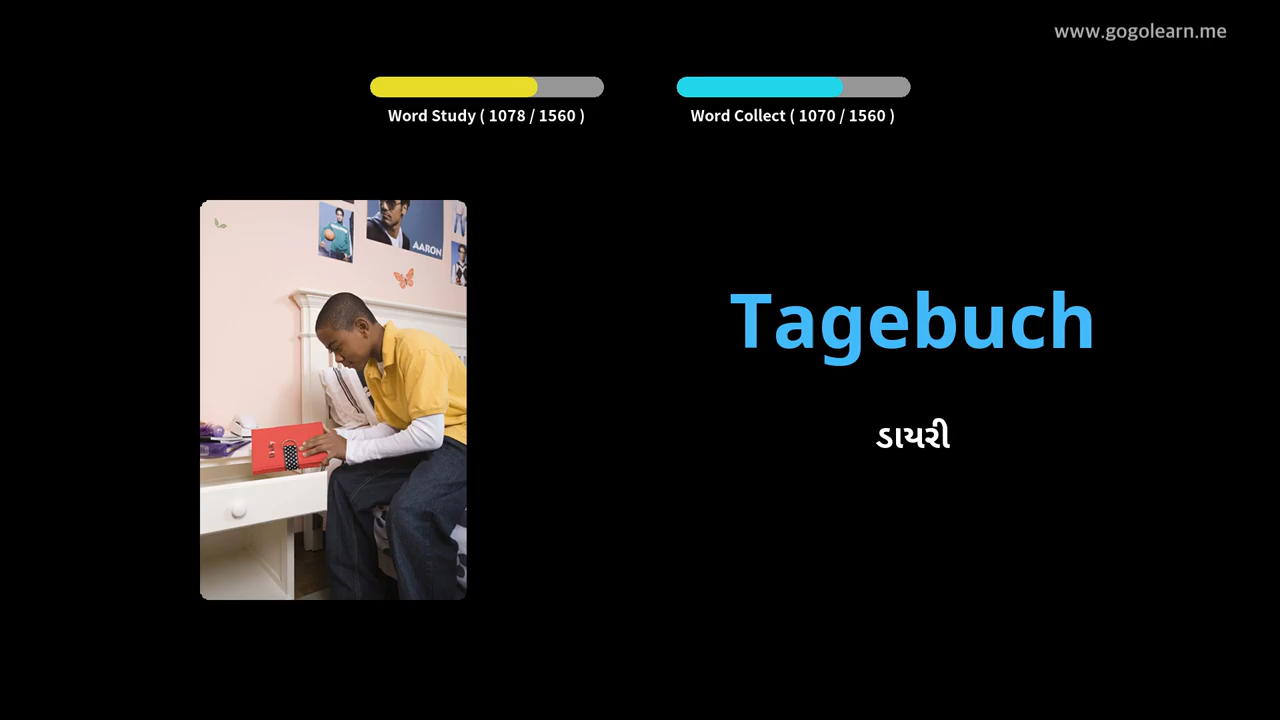 www.gogolearn.me
Word Study ( 1078 / 1560 )
Word Collect ( 1070 / 1560 )
AARON
Tagebuch
ડાયરી